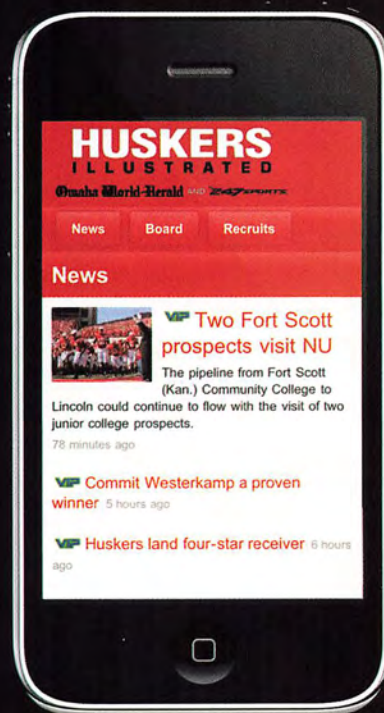 HUSKERS
ILLUSTRATED
Omaha World-Herald AND 247SPORTS
News Board Recruits
News
VIP Two Fort Scott
prospects visit NU
The pipeline from Fort Scott
(Kan.) Community College to
Lincoln could continue to flow with the visit of two
junior college prospects.
78 minutes ago
VIP Commit Westerkamp a proven
winner 5 hours ago
VIP Huskers land four-star receiver 6 hours
ago